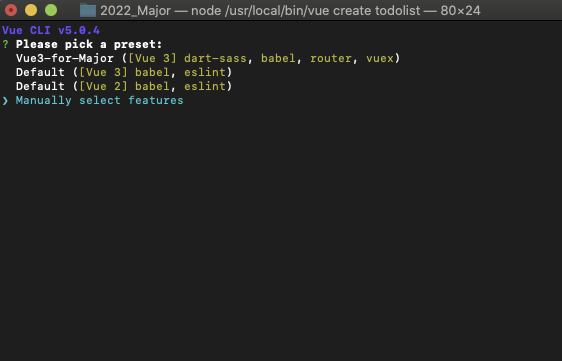 2022_Major — node /usr/local/bin/vue create todolist — 80×24
Vue CLI v5.0.4
? Please pick a preset:
Vue3-for-Major ([Vue 3] dart-sass, babel, router, vuex)
Default ([Vue 3] babel, eslint)
Default ([Vue 2] babel, eslint)
❯ Manually select features